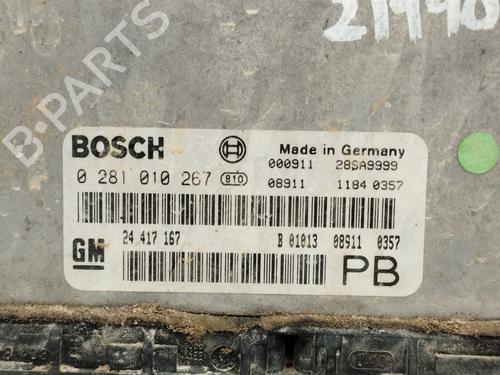 B-PARTS
BOSCH
Made in Germany
0 281 010 267 810
000911 28SA9999
08911 1184 0357
GM
24 417 167
B 01013 08911 0357
PB